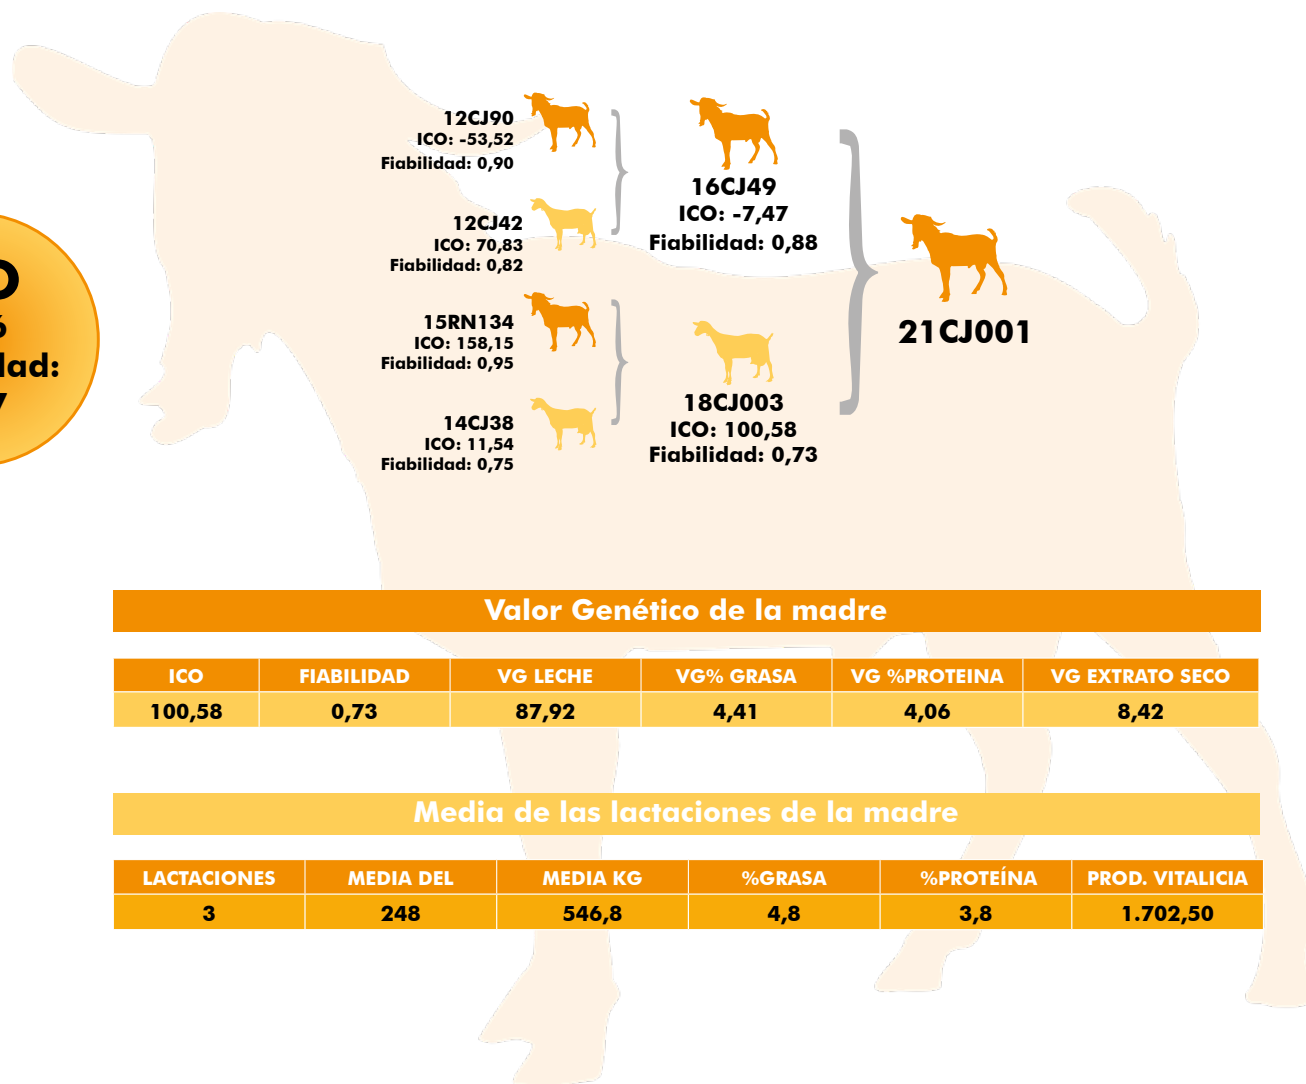 12CJ90
ICO: -53,52
Fiabilidad: 0,90
12CJ42
ICO: 70,83
Fiabilidad: 0,82
15RN134
ICO: 158,15
Fiabilidad: 0,95
14CJ38
ICO: 11,54
Fiabilidad: 0,75
16CJ49
ICO: -7,47
Fiabilidad: 0,88
18CJ003
ICO: 100,58
Fiabilidad: 0,73
21CJ001
Valor Genético de la madre
ICO FIABILIDAD VG LECHE VG% GRASA VG %PROTEINA VG EXTRATO SECO
100,58 0,73 87,92 4,41 4,06 8,42
Media de las lactaciones de la madre
LACTACIONES MEDIA DEL MEDIA KG %GRASA %PROTEÍNA PROD. VITALICIA
3 248 546,8 4,8 3,8 1.702,50